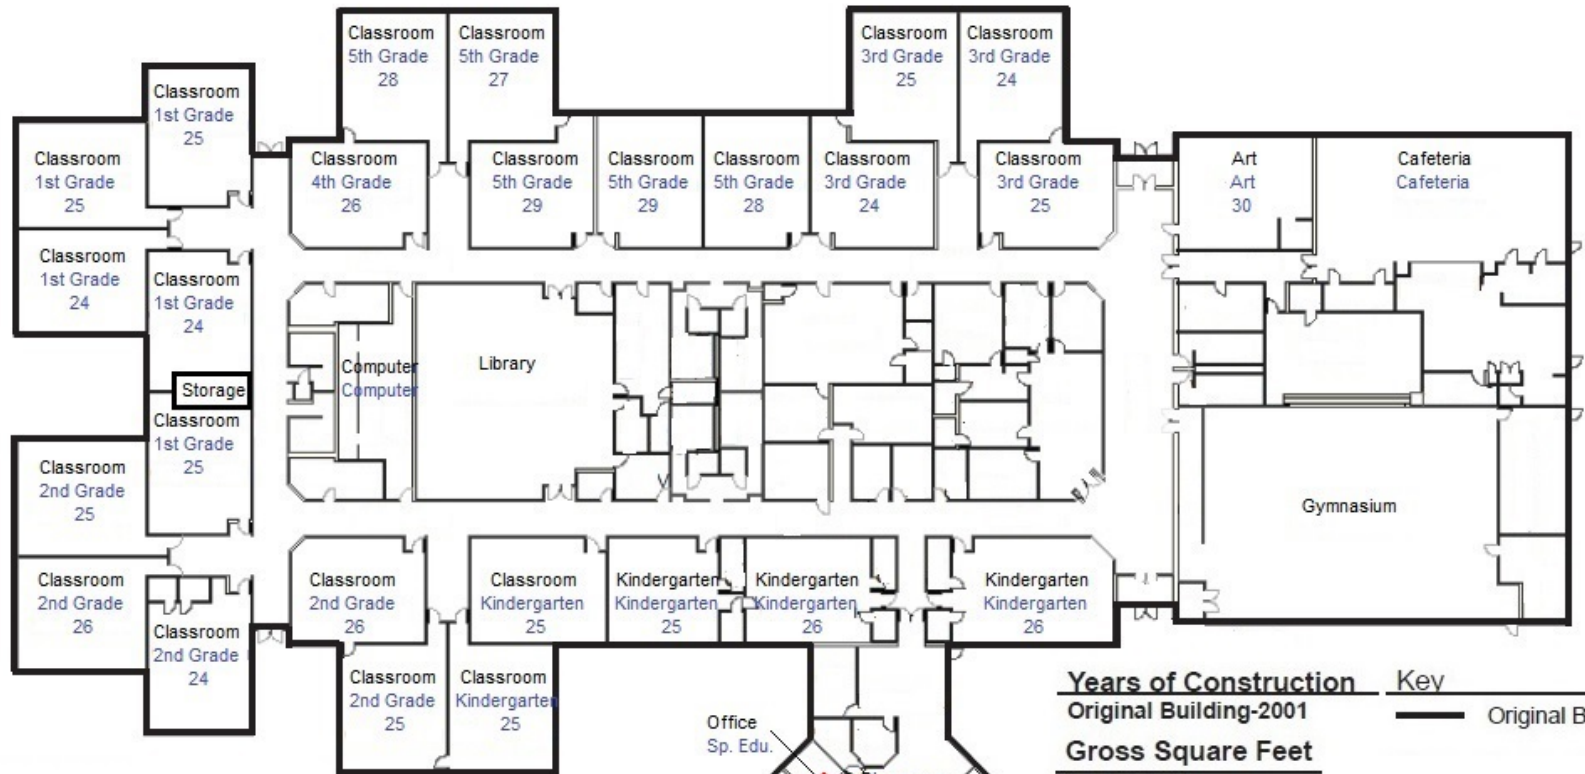 Classroom
5th Grade
28
Classroom
5th Grade
27
Classroom
3rd Grade
25
Classroom
3rd Grade
24
Classroom
1st Grade
25
Classroom
1st Grade
25
Classroom
4th Grade
26
Classroom
5th Grade
29
Classroom
5th Grade
29
Classroom
5th Grade
28
Classroom
3rd Grade
24
Classroom
3rd Grade
25
Art
Art
30
Cafeteria
Cafeteria
Classroom
1st Grade
24
Classroom
1st Grade
24
Computer
Computer
Library
Storage
Classroom
1st Grade
25
Classroom
2nd Grade
25
Gymnasium
Classroom
2nd Grade
26
Classroom
2nd Grade
24
Classroom
2nd Grade
26
Classroom
Kindergarten
25
Kindergarten
Kindergarten
25
Kindergarten
Kindergarten
26
Kindergarten
Kindergarten
26
Classroom
2nd Grade
25
Classroom
Kindergarten
25
Office
Sp. Edu.
Years of Construction
Original Building-2001
Gross Square Feet
Key
Original B